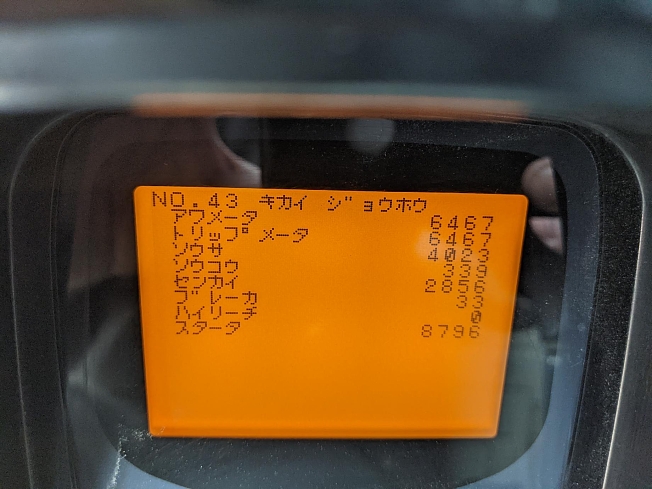 NO.43 キカイ ジョウホウ
アワメータ 6467
トリップメータ 6467
ソウサ 4023
ソウコウ 339
センカイ 2856
ブレーカ 33
ハイリーチ 0
スタータ 8796